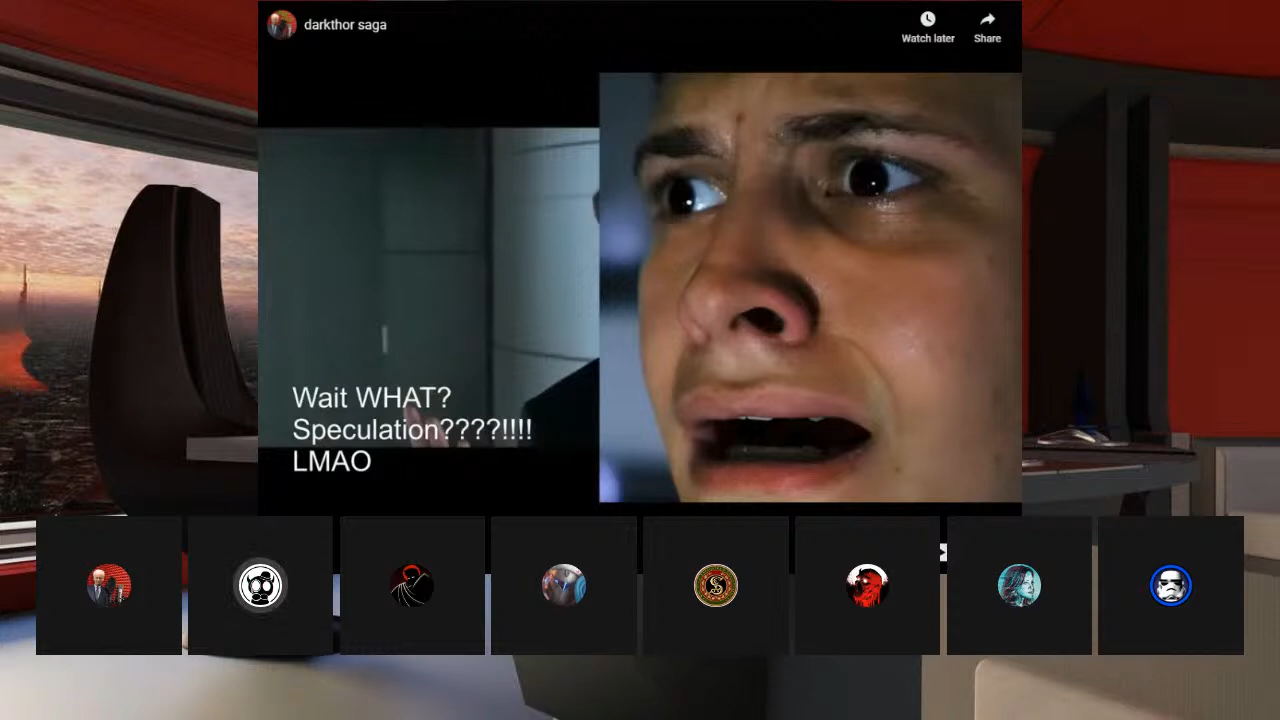 darkthor saga
Watch later
Share
Wait WHAT?
Speculation????!!!!
LMAO